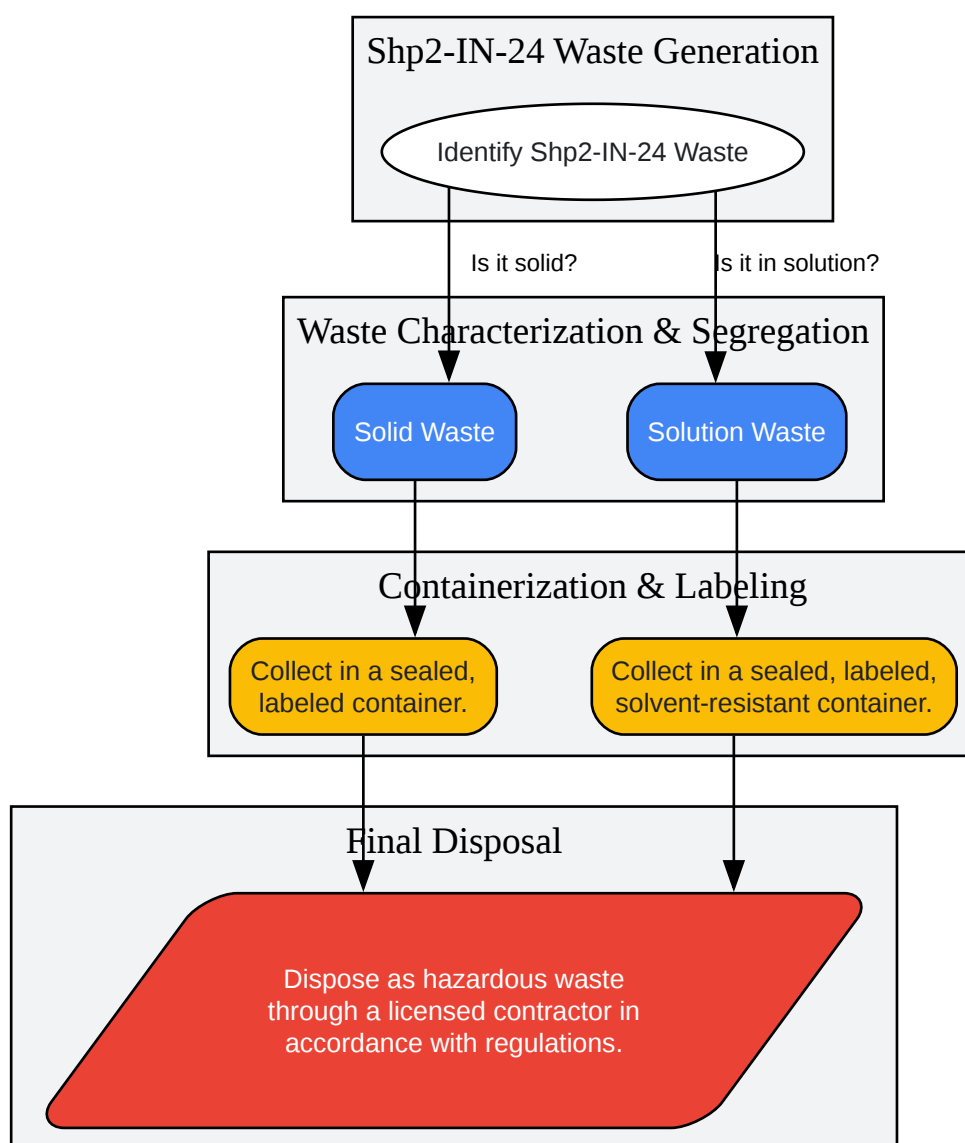 Shp2-IN-24 Waste Generation
Identify Shp2-IN-24 Waste
Is it solid?
Is it in solution?
Waste Characterization & Segregation
Solid Waste
Solution Waste
Containerization & Labeling
Collect in a sealed,
labeled container.
Collect in a sealed, labeled,
solvent-resistant container.
Final Disposal
Dispose as hazardous waste
through a licensed contractor in
accordance with regulations.